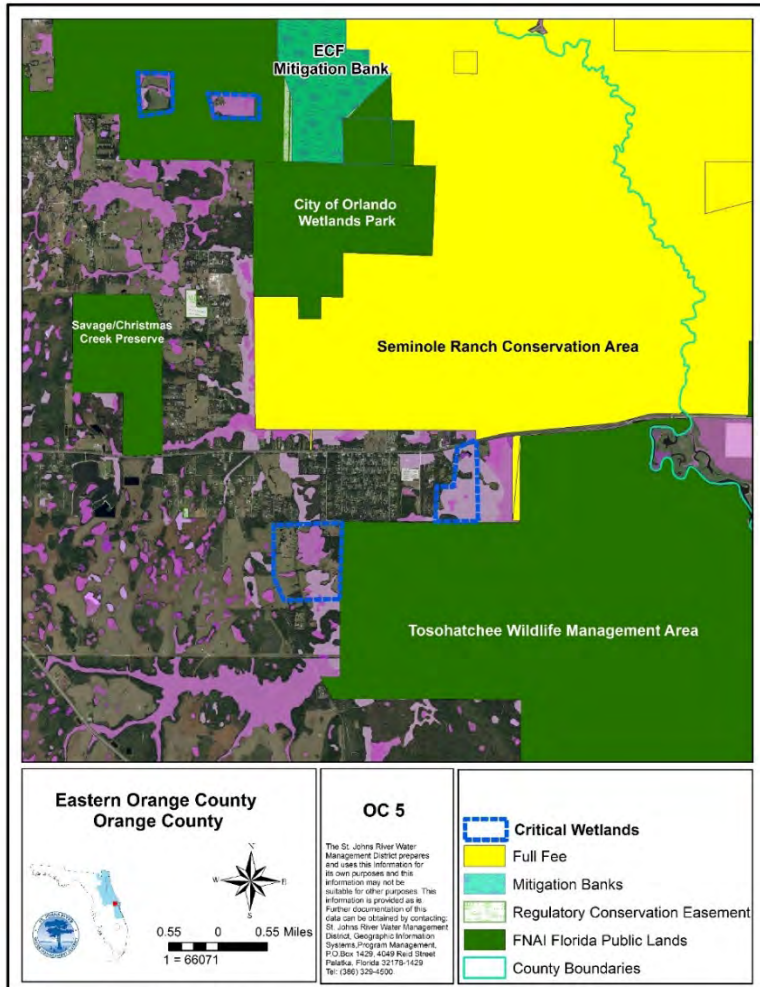 ECF
Mitigation Bank
City of Orlando
Wetlands Park
Savage/Christmas
Creek Preserve
Seminole Ranch Conservation Area
Tosohatchee Wildlife Management Area
Eastern Orange County
Orange County
N
W
E
S
0.55 0 0.55 Miles
1 = 66071
OC 5
The St. Johns River Water
Management District prepares
and uses this information for
its own purposes and this
information may not be
suitable for other purposes. This
information is provided as is.
Further documentation of this
data can be obtained by contacting:
St. Johns River Water Management
District, Geographic Information
Systems,Program Management,
P.O.Box 1429, 4049 Reid Street
Palatka, Florida 32178-1429
Tel: (386) 329-4500.
Critical Wetlands
Full Fee
Mitigation Banks
Regulatory Conservation Easement
FNAI Florida Public Lands
County Boundaries